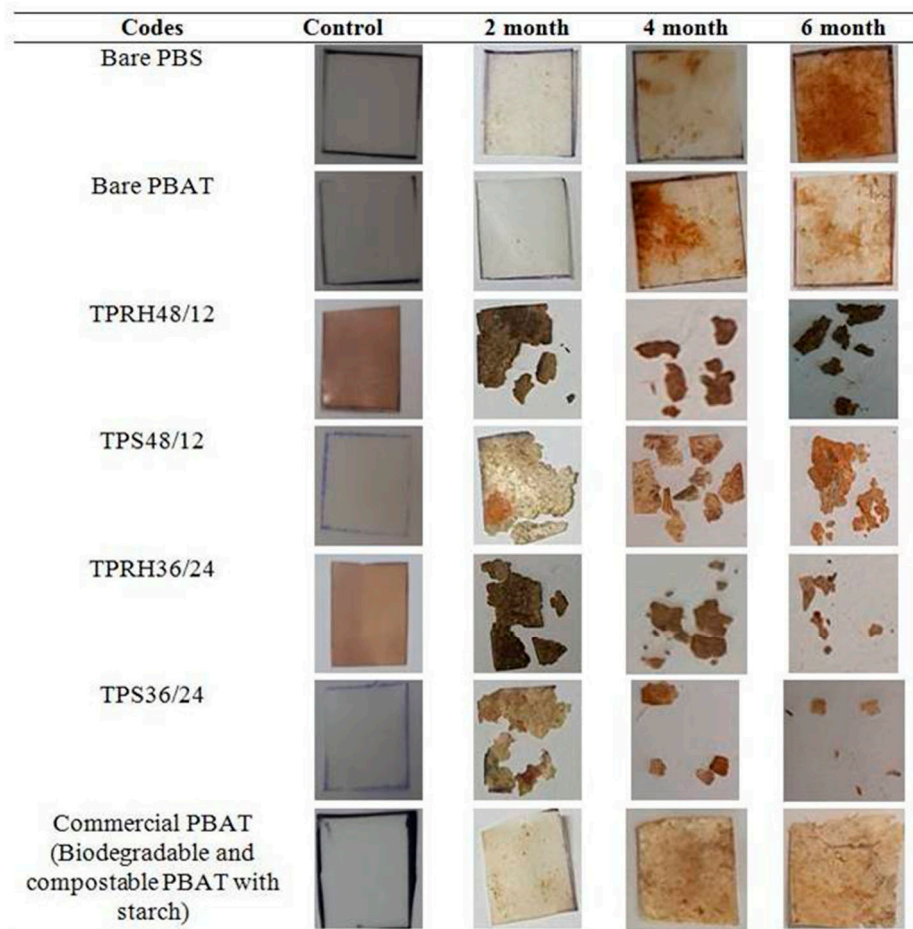 Codes Control 2 month 4 month 6 month
Bare PBS
Bare PBAT
TPRH48/12
TPS48/12
TPRH36/24
TPS36/24
Commercial PBAT
(Biodegradable and
compostable PBAT with
starch)